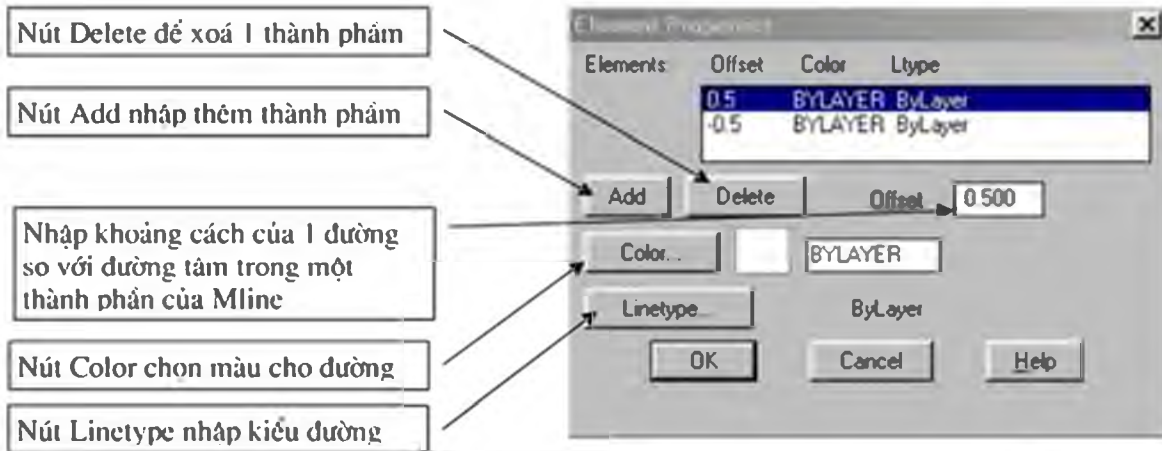 Nút Delete để xoá 1 thành phẩm
Nút Add nhập thêm thành phẩm
Nhập khoảng cách của 1 đường
so với đường tâm trong một
thành phần của Mline
Nút Color chọn màu cho đường
Nút Linetype nhập kiểu đường
Element Properties
Elements: Offset Color Ltype
0.5 BYLAYER ByLayer
-0.5 BYLAYER ByLayer
Add Delete Offset 0.500
Color... BYLAYER
Linetype... ByLayer
OK Cancel Help